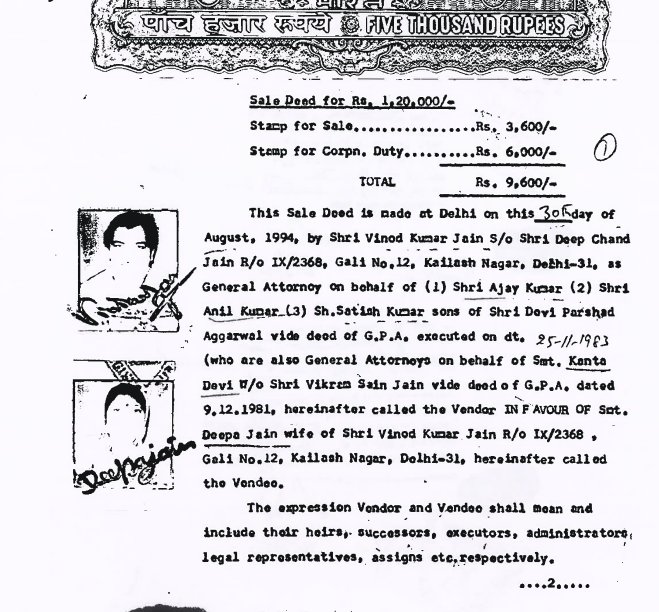 पाँच हजार रूपये FIVE THOUSAND RUPEES
Sale Deed for Rs. 1,20,000/-
Stamp for Sale.................Rs. 3,600/-
Stamp for Corpn. Duty..........Rs. 6,000/-
1
TOTAL Rs. 9,600/-
This Sale Deed is made at Delhi on this 30th day of
August, 1994, by Shri Vinod Kumar Jain S/o Shri Deep Chand
Jain R/o IX/2368, Gali No.12, Kailash Nagar, Delhi-31, as
General Attorney on behalf of (1) Shri Ajay Kumar (2) Shri
Anil Kumar (3) Sh.Satish Kumar sons of Shri Devi Parshad
Aggarwal vide deed of G.P.A. executed on dt. 25-11-1983
(who are also General Attorneys on behalf of Smt. Kanta
Devi W/o Shri Vikram Sain Jain vide deed of G.P.A. dated
9.12.1981, hereinafter called the Vendor IN FAVOUR OF Smt.
Deepa Jain wife of Shri Vinod Kumar Jain R/o IX/2368 ,
Gali No.12, Kailash Nagar, Delhi-31, hereinafter called
the Vendee.
Deepa jain
The expression Vendor and Vendee shall mean and
include their heirs, successors, executors, administrators,
legal representatives, assigns etc.respectively.
....2.....